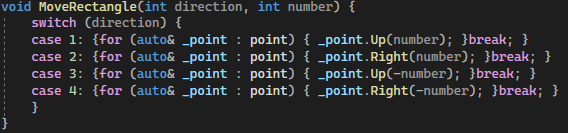 void MoveRectangle(int direction, int number) {
switch (direction) {
case 1: {for (auto& _point : point) { _point.Up(number); }break; }
case 2: {for (auto& _point : point) { _point.Right(number); }break; }
case 3: {for (auto& _point : point) { _point.Up(-number); }break; }
case 4: {for (auto& _point : point) { _point.Right(-number); }break; }
}
}